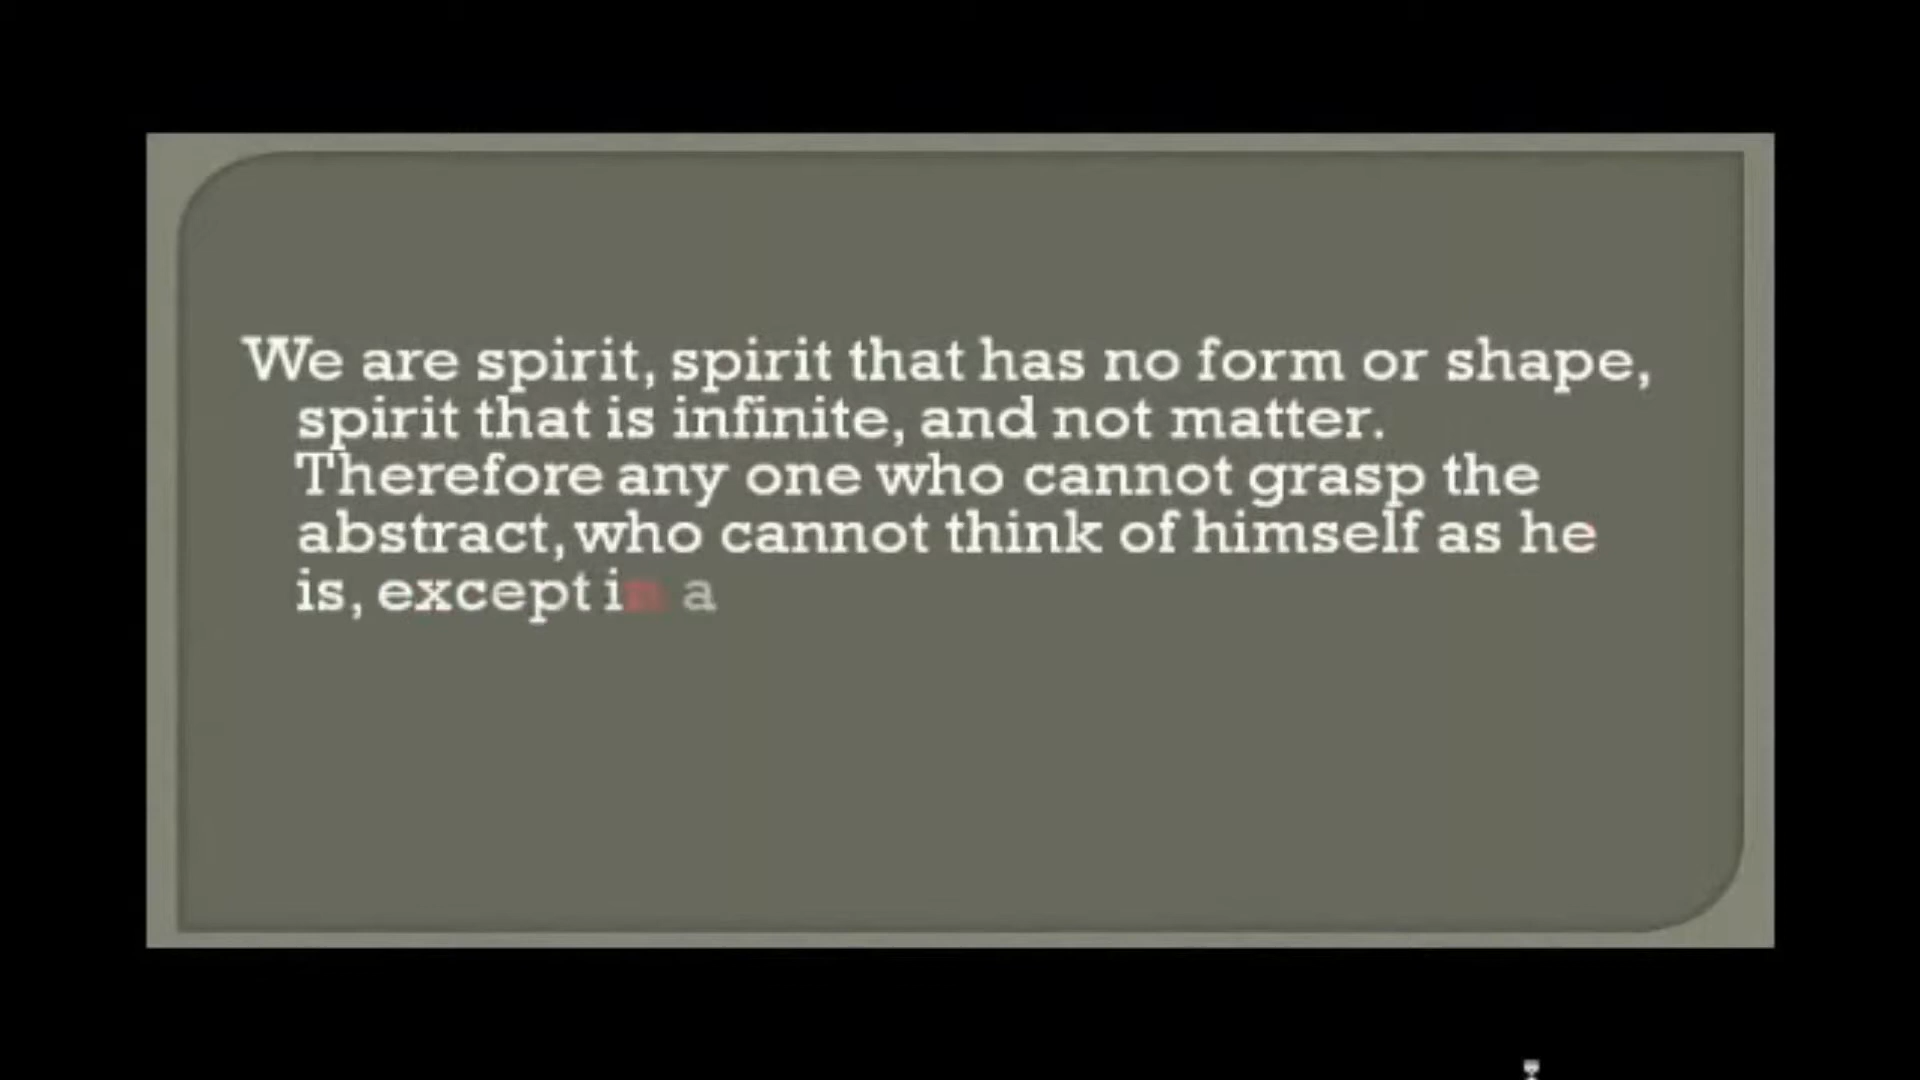 We are spirit, spirit that has no form or shape,
spirit that is infinite, and not matter.
Therefore any one who cannot grasp the
abstract, who cannot think of himself as he
is, except in a